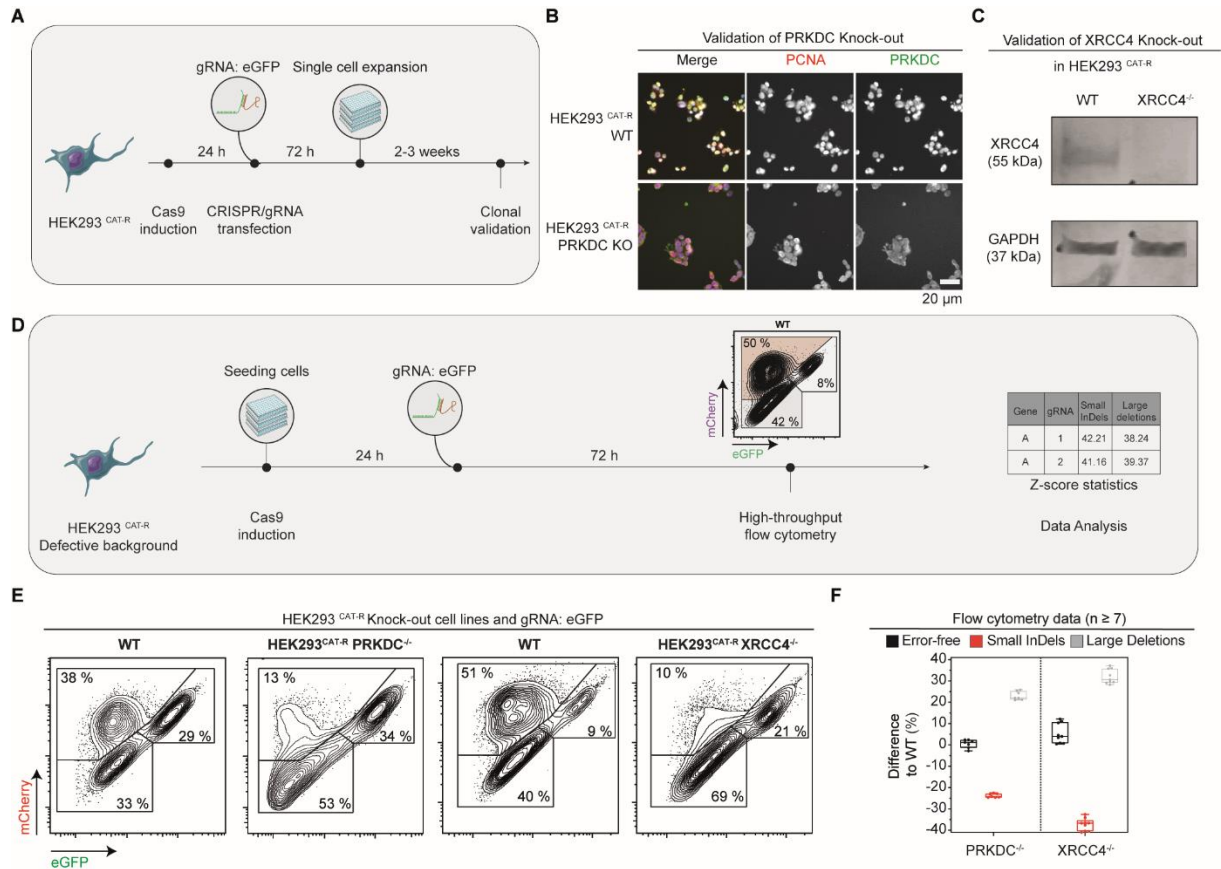 A
gRNA: eGFP
Single cell expansion
24 h
72 h
2-3 weeks
HEK293 CAT-R
Cas9
induction
CRISPR/gRNA
transfection
Clonal
validation
B
Validation of PRKDC Knock-out
Merge
PCNA
PRKDC
HEK293 CAT-R
WT
HEK293 CAT-R
PRKDC KO
20 µm
C
Validation of XRCC4 Knock-out
in HEK293 CAT-R
WT
XRCC4-/-
XRCC4
(55 kDa)
GAPDH
(37 kDa)
D
Seeding cells
gRNA: eGFP
WT
50 %
8%
42 %
mCherry
eGFP
24 h
72 h
HEK293 CAT-R
Defective background
Cas9
induction
High-throughput
flow cytometry
Gene gRNA Small InDels Large deletions
A 1 42.21 38.24
A 2 41.16 39.37
Z-score statistics
Data Analysis
E
HEK293 CAT-R Knock-out cell lines and gRNA: eGFP
WT
HEK293CAT-R PRKDC-/-
WT
HEK293CAT-R XRCC4-/-
38 %
29 %
33 %
13 %
34 %
53 %
51 %
9 %
40 %
10 %
21 %
69 %
mCherry
eGFP
F
Flow cytometry data (n ≥ 7)
Error-free Small InDels Large Deletions
Difference
to WT (%)
40
30
20
10
0
-10
-20
-30
-40
PRKDC-/-
XRCC4-/-